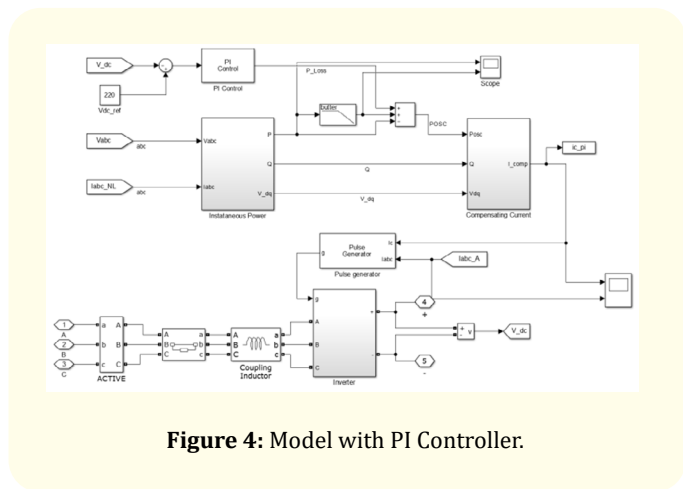 V_dc
PI
Control
PI Control
220
Vdc_ref
P_Loss
Scope
butter
POSC
Vabc
abc
Iabc_NL
abc
Vabc
Iabc
P
Q
V_dq
Instataneous Power
Q
V_dq
Posc
Q
Vdq
I_comp
Compensating Current
ic_pi
Pulse
Generator
g
Ic
Iabc
Pulse generator
Iabc_A
1
A
2
B
3
C
a
b
c
A
B
C
ACTIVE
A
B
C
a
b
c
A
B
C
a
b
c
Coupling
Inductor
g
A
B
C
+
-
Inverter
4
+
5
-
+
-
v
V_dc
Figure 4: Model with PI Controller.